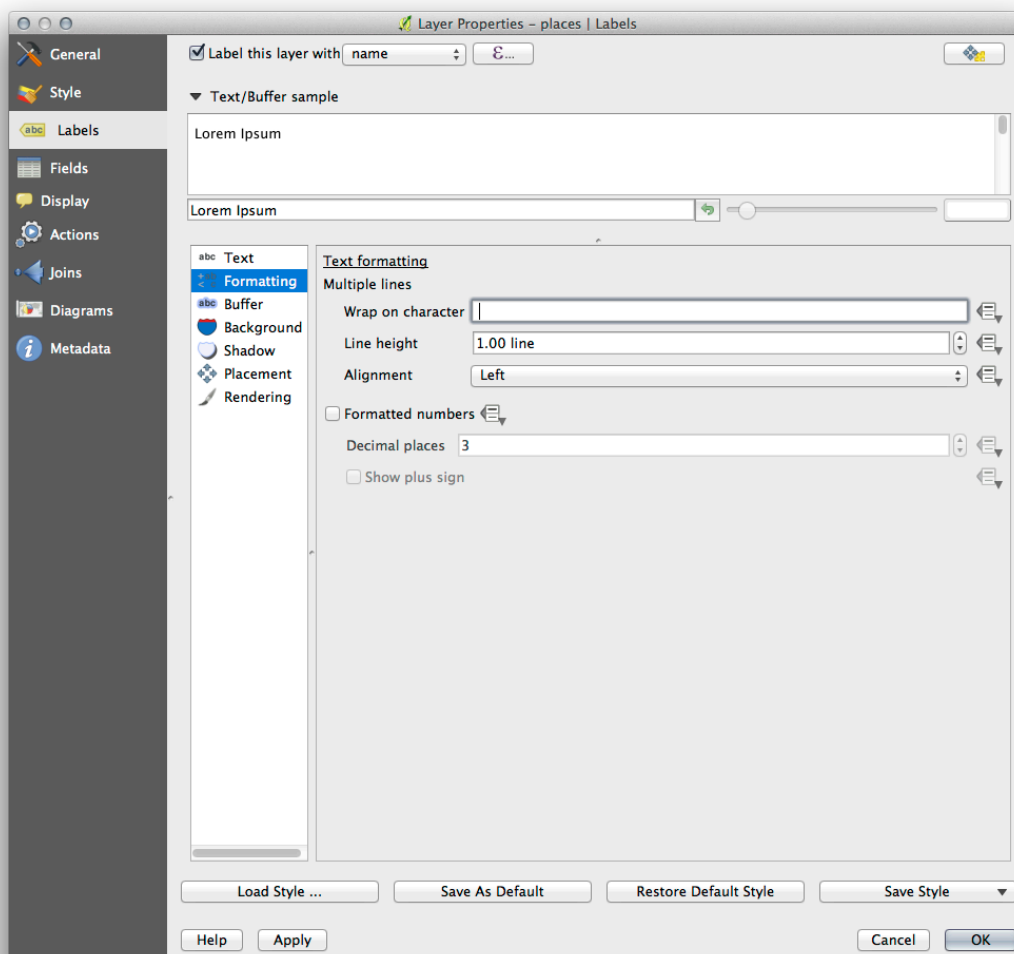 Layer Properties – places | Labels
General
Style
abc Labels
Fields
Display
Actions
Joins
Diagrams
Metadata
Label this layer with name ε...
Text/Buffer sample
Lorem Ipsum
Lorem Ipsum
abc Text
Formatting
abc Buffer
Background
Shadow
Placement
Rendering
Text formatting
Multiple lines
Wrap on character
Line height 1.00 line
Alignment Left
Formatted numbers
Decimal places 3
Show plus sign
Load Style ... Save As Default Restore Default Style Save Style
Help Apply Cancel OK